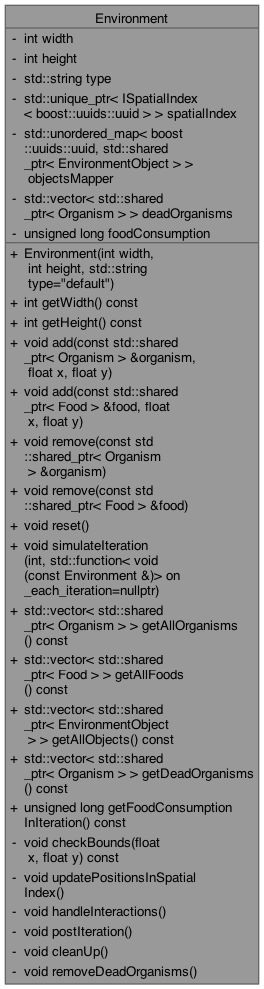 Environment
- int width
- int height
- std::string type
- std::unique_ptr< ISpatialIndex
< boost::uuids::uuid > > spatialIndex
- std::unordered_map< boost
::uuids::uuid, std::shared
_ptr< EnvironmentObject > >
objectsMapper
- std::vector< std::shared
_ptr< Organism > > deadOrganisms
- unsigned long foodConsumption
+ Environment(int width,
int height, std::string
type="default")
+ int getWidth() const
+ int getHeight() const
+ void add(const std::shared
_ptr< Organism > &organism,
float x, float y)
+ void add(const std::shared
_ptr< Food > &food, float
x, float y)
+ void remove(const std
::shared_ptr< Organism
> &organism)
+ void remove(const std
::shared_ptr< Food > &food)
+ void reset()
+ void simulateIteration
(int, std::function< void
(const Environment &)> on
_each_iteration=nullptr)
+ std::vector< std::shared
_ptr< Organism > > getAllOrganisms
() const
+ std::vector< std::shared
_ptr< Food > > getAllFoods
() const
+ std::vector< std::shared
_ptr< EnvironmentObject
> > getAllObjects() const
+ std::vector< std::shared
_ptr< Organism > > getDeadOrganisms
() const
+ unsigned long getFoodConsumption
InIteration() const
- void checkBounds(float
x, float y) const
- void updatePositionsInSpatial
Index()
- void handleInteractions()
- void postIteration()
- void cleanUp()
- void removeDeadOrganisms()